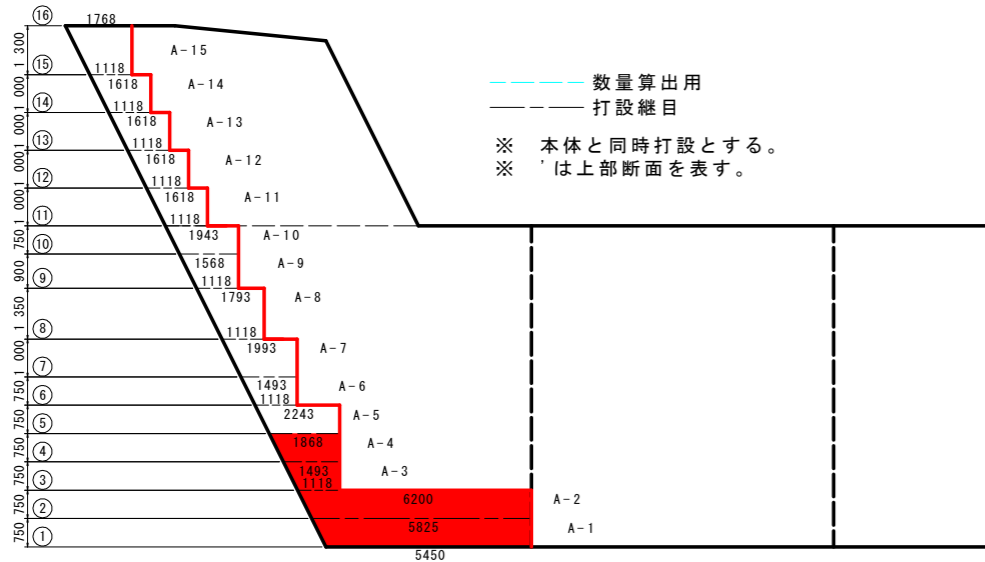 ⑯
1768
1 300
A-15
⑮
1118
1618
A-14
数量算出用
1 000
打設継目
⑭
1118
1618
A-13
※ 本体と同時打設とする。
1 000
⑬
1118
1618
A-12
※ ’は上部断面を表す。
1 000
⑫
1118
1618
A-11
1 000
⑪
1118
1943
A-10
750
⑩
1568
A-9
900
⑨
1118
1793
A-8
1 350
⑧
1118
1993
A-7
1 000
⑦
1493
A-6
750
⑥
1118
2243
A-5
750
⑤
1868
A-4
750
④
1493
A-3
750
③
1118
6200
A-2
750
②
5825
A-1
750
①
5450